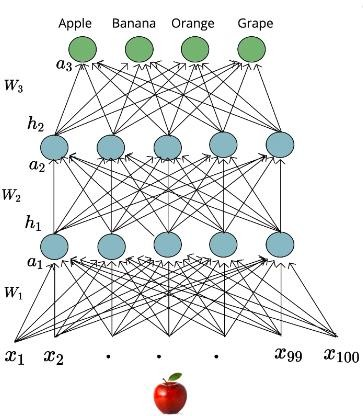 Apple Banana Orange Grape
a₃
W₃
h₂
a₂
W₂
h₁
a₁
W₁
x₁ x₂ · · · x₉₉ x₁₀₀